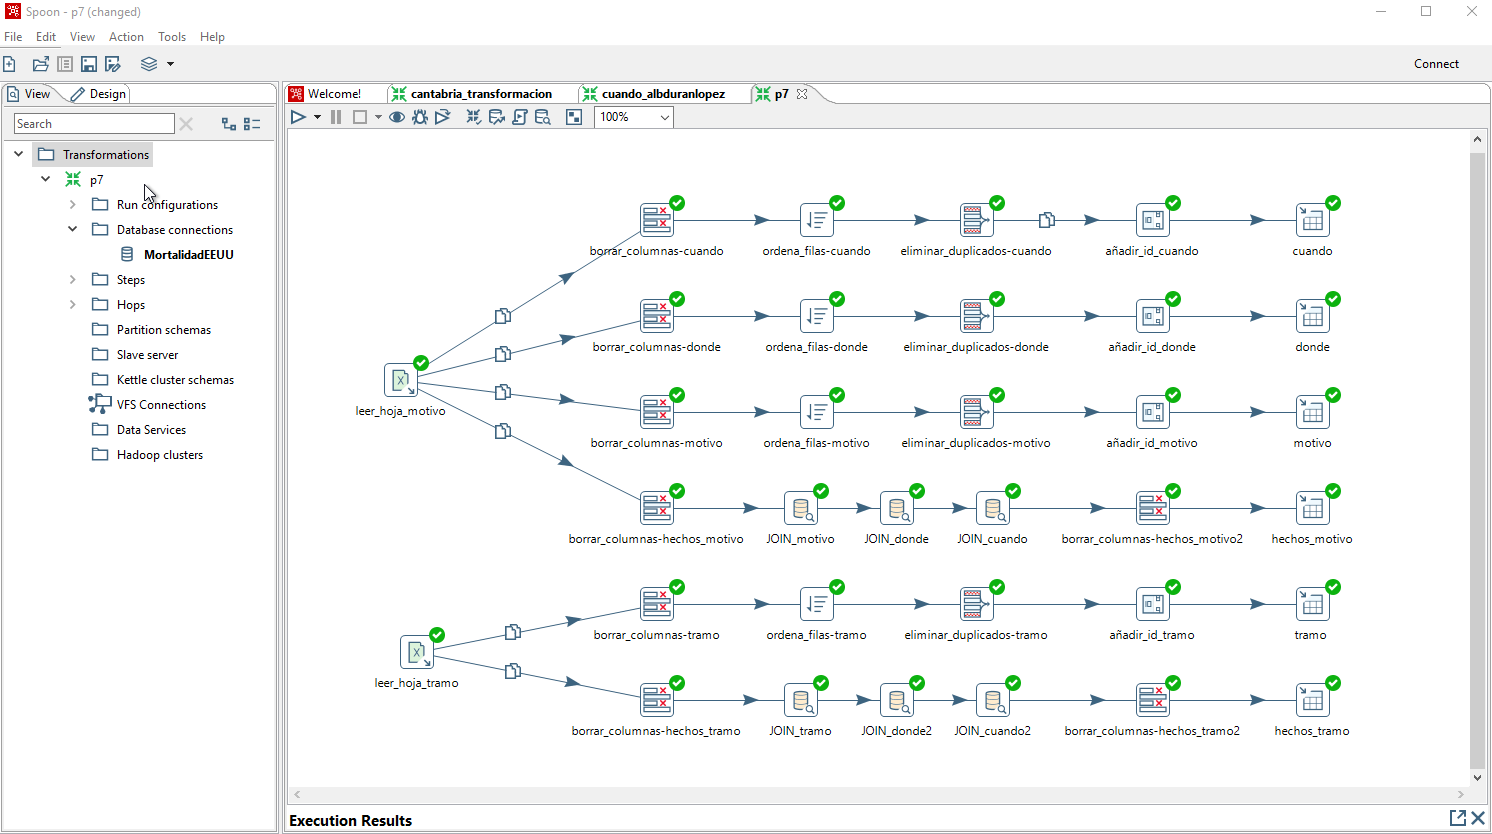 Spoon - p7 (changed)
File Edit View Action Tools Help
Connect
View Design
Welcome! cantabria_transformacion cuando_albduranlopez p7
Search
100%
Transformations
p7
Run configurations
Database connections
MortalidadEEUU
Steps
Hops
Partition schemas
Slave server
Kettle cluster schemas
VFS Connections
Data Services
Hadoop clusters
borrar_columnas-cuando ordena_filas-cuando eliminar_duplicados-cuando añadir_id_cuando cuando
borrar_columnas-donde ordena_filas-donde eliminar_duplicados-donde añadir_id_donde donde
leer_hoja_motivo
borrar_columnas-motivo ordena_filas-motivo eliminar_duplicados-motivo añadir_id_motivo motivo
borrar_columnas-hechos_motivo JOIN_motivo JOIN_donde JOIN_cuando borrar_columnas-hechos_motivo2 hechos_motivo
borrar_columnas-tramo ordena_filas-tramo eliminar_duplicados-tramo añadir_id_tramo tramo
leer_hoja_tramo
borrar_columnas-hechos_tramo JOIN_tramo JOIN_donde2 JOIN_cuando2 borrar_columnas-hechos_tramo2 hechos_tramo
Execution Results